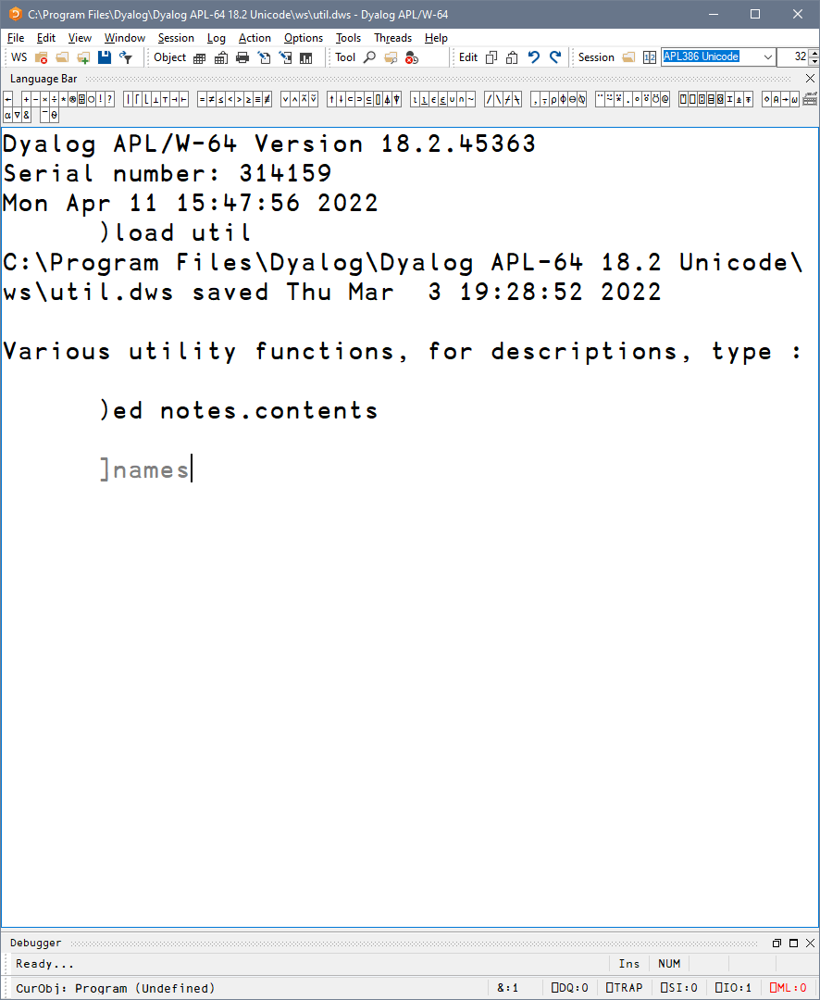 C:\Program Files\Dyalog\Dyalog APL-64 18.2 Unicode\ws\util.dws - Dyalog APL/W-64
File Edit View Window Session Log Action Options Tools Threads Help
WS Object Tool Edit Session APL386 Unicode 32
Language Bar
Dyalog APL/W-64 Version 18.2.45363
Serial number: 314159
Mon Apr 11 15:47:56 2022
)load util
C:\Program Files\Dyalog\Dyalog APL-64 18.2 Unicode\
ws\util.dws saved Thu Mar  3 19:28:52 2022
Various utility functions, for descriptions, type :
)ed notes.contents
]names
Debugger
Ready... Ins NUM
CurObj: Program (Undefined) &:1 ⎕DQ:0 ⎕TRAP ⎕SI:0 ⎕IO:1 ⎕ML:0